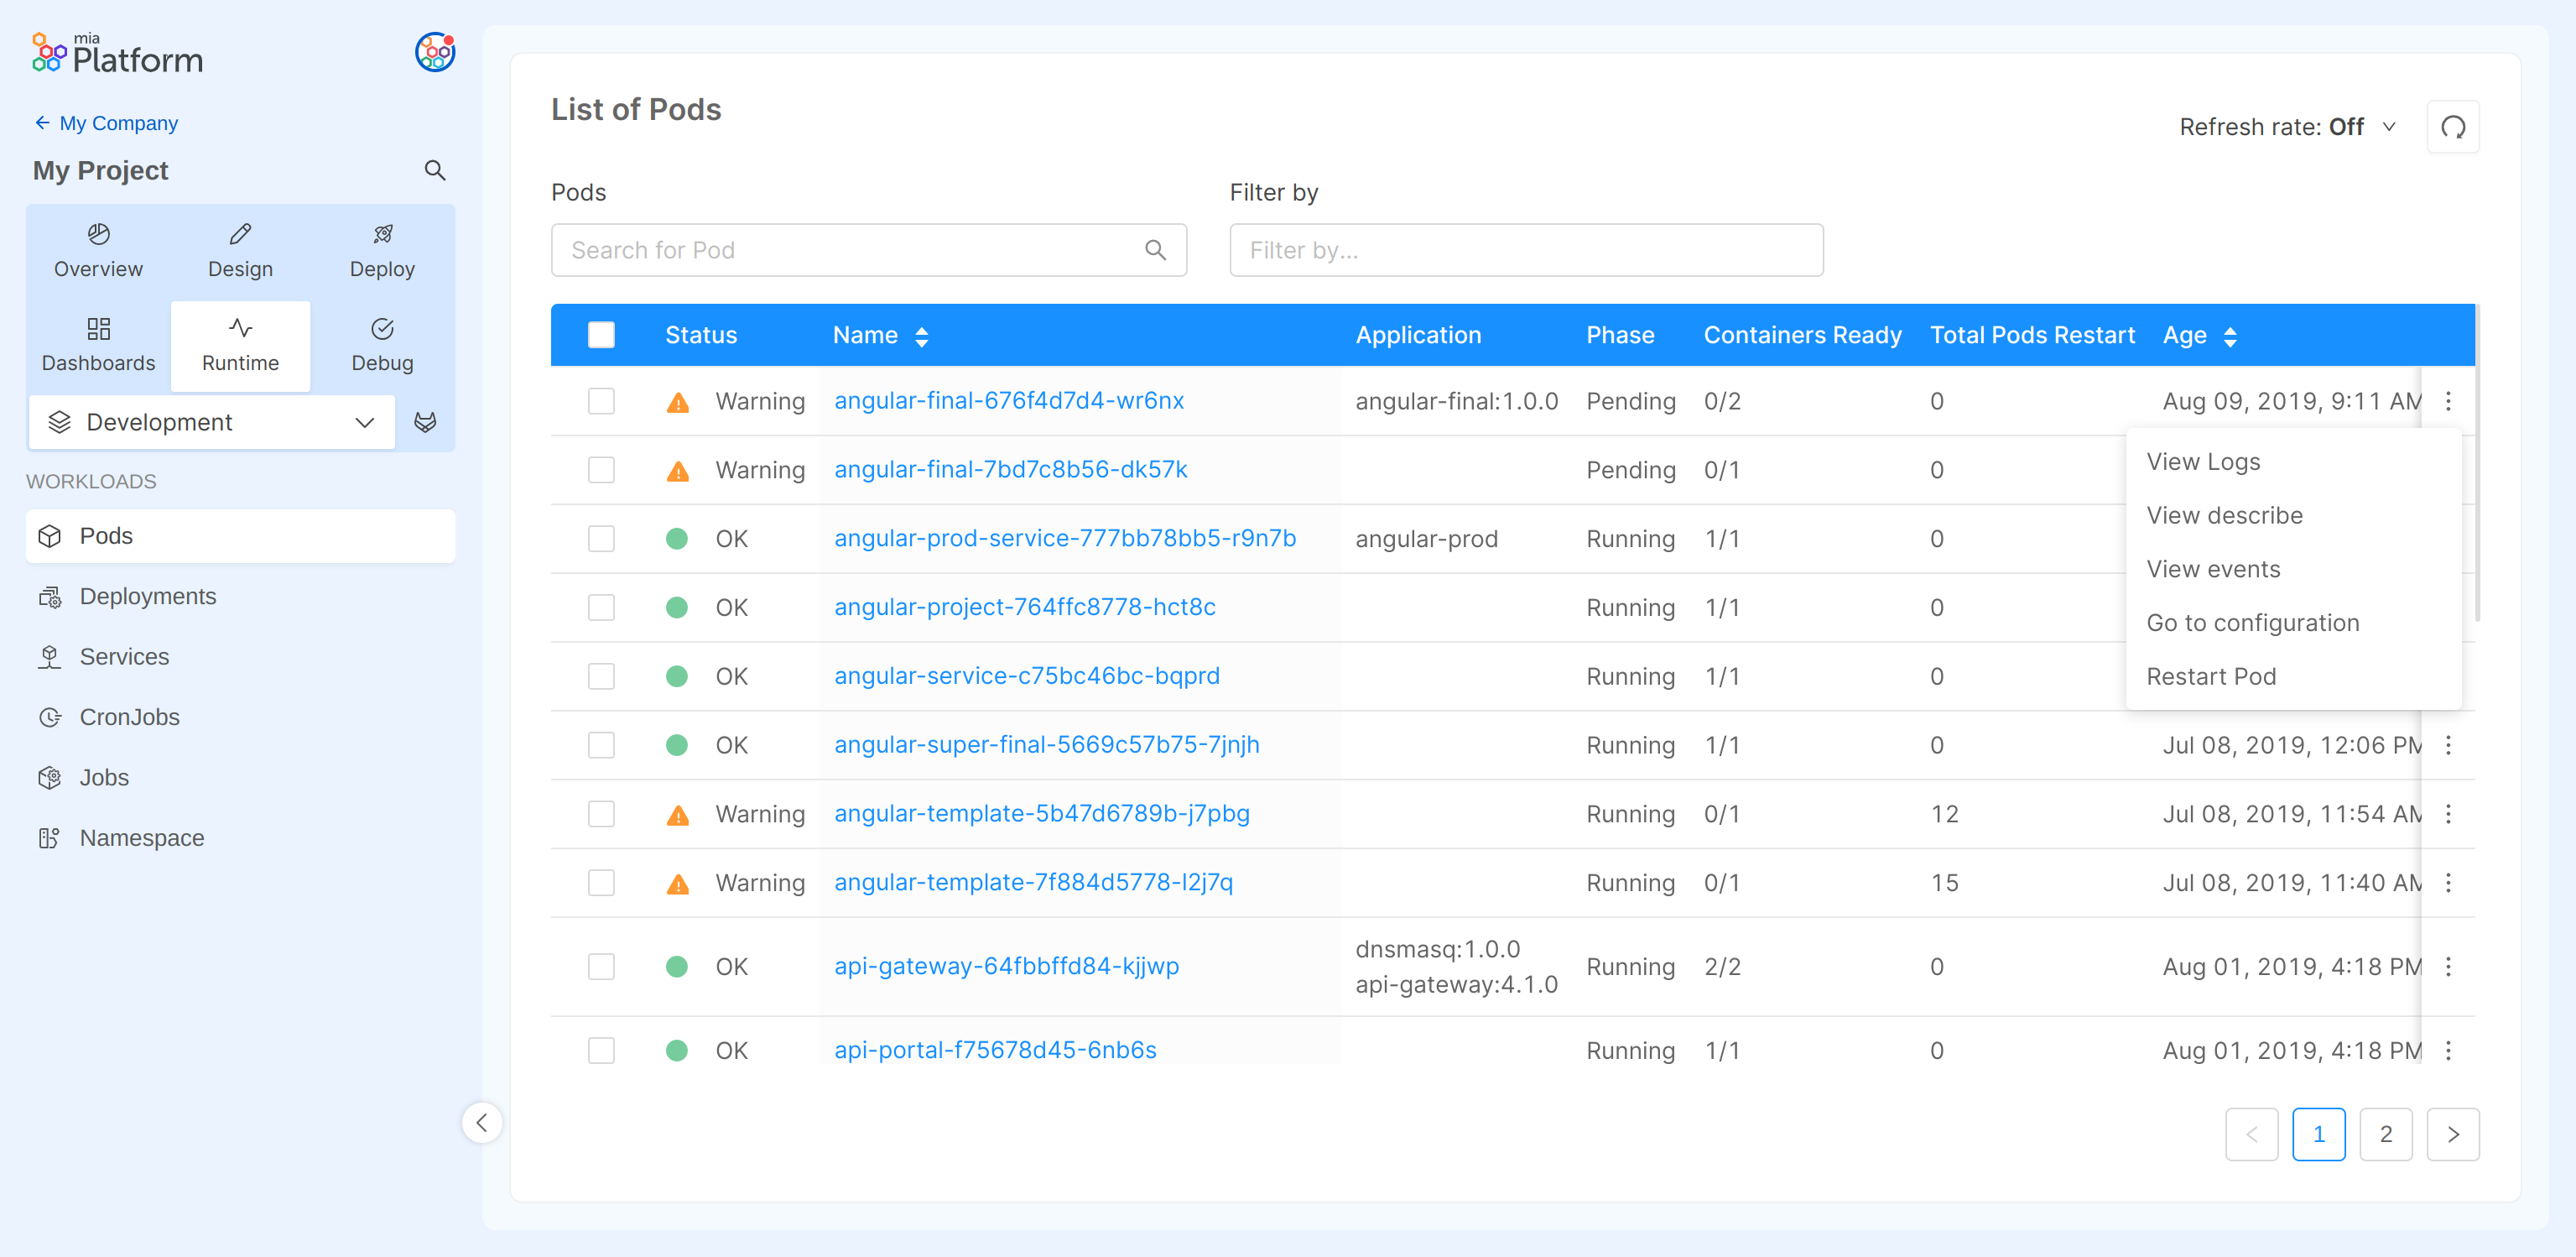 mia
Platform
My Company
My Project
Overview Design Deploy
Dashboards Runtime Debug
Development
WORKLOADS
Pods
Deployments
Services
CronJobs
Jobs
Namespace
List of Pods
Refresh rate: Off
Pods Filter by
Search for Pod Filter by...
Status Name Application Phase Containers Ready Total Pods Restart Age
Warning angular-final-676f4d7d4-wr6nx angular-final:1.0.0 Pending 0/2 0 Aug 09, 2019, 9:11 AM
Warning angular-final-7bd7c8b56-dk57k Pending 0/1 0
OK angular-prod-service-777bb78bb5-r9n7b angular-prod Running 1/1 0
OK angular-project-764ffc8778-hct8c Running 1/1 0
OK angular-service-c75bc46bc-bqprd Running 1/1 0
View Logs
View describe
View events
Go to configuration
Restart Pod
OK angular-super-final-5669c57b75-7jnjh Running 1/1 0 Jul 08, 2019, 12:06 PM
Warning angular-template-5b47d6789b-j7pbg Running 0/1 12 Jul 08, 2019, 11:54 AM
Warning angular-template-7f884d5778-l2j7q Running 0/1 15 Jul 08, 2019, 11:40 AM
OK api-gateway-64fbbffd84-kjjwp dnsmasq:1.0.0 Running 2/2 0 Aug 01, 2019, 4:18 PM
api-gateway:4.1.0
OK api-portal-f75678d45-6nb6s Running 1/1 0 Aug 01, 2019, 4:18 PM
1 2